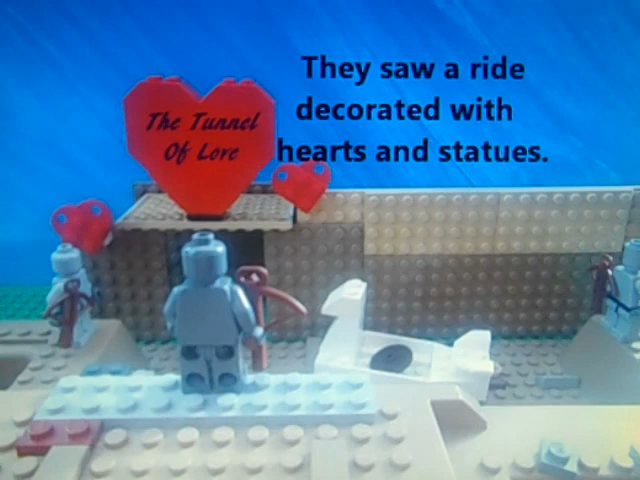 They saw a ride
decorated with
hearts and statues.
The Tunnel
Of Love